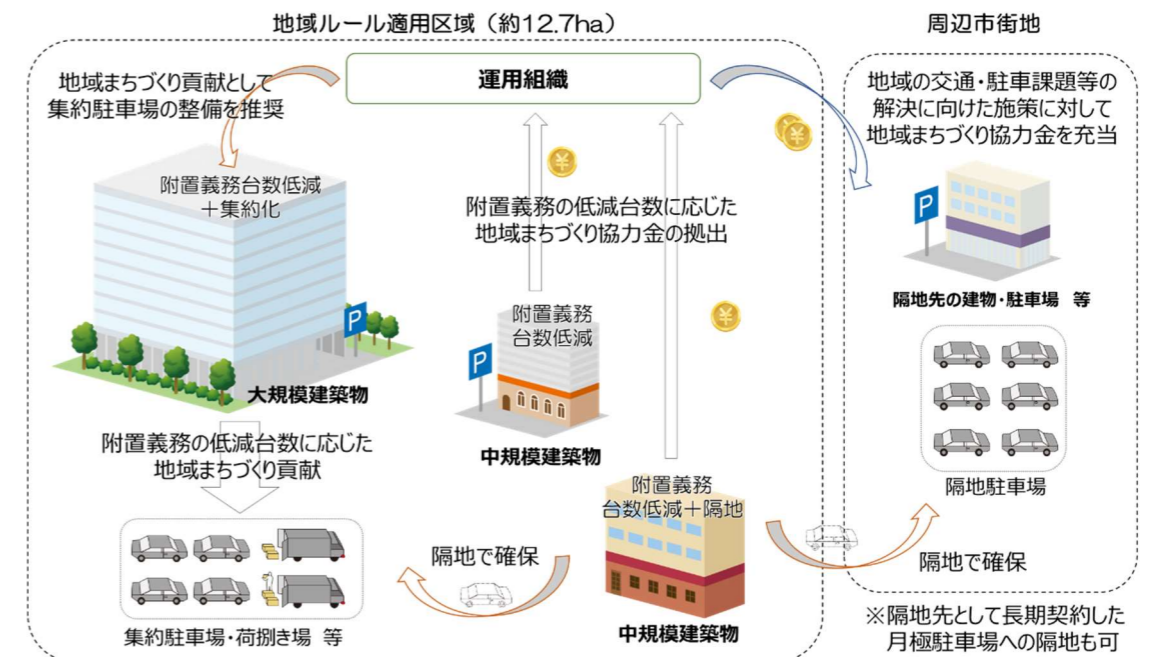 地域ルール適用区域（約12.7ha）
周辺市街地
運用組織
地域まちづくり貢献として
集約駐車場の整備を推奨
地域の交通・駐車課題等の
解決に向けた施策に対して
地域まちづくり協力金を充当
附置義務台数低減
＋集約化
¥
¥
附置義務の低減台数に応じた
地域まちづくり協力金の拠出
P
隔地先の建物・駐車場 等
¥
附置義務
台数低減
P
P
大規模建築物
中規模建築物
附置義務の低減台数に応じた
地域まちづくり貢献
附置義務
台数低減＋隔地
隔地駐車場
隔地で確保
隔地で確保
集約駐車場・荷捌き場 等
中規模建築物
※隔地先として長期契約した
月極駐車場への隔地も可